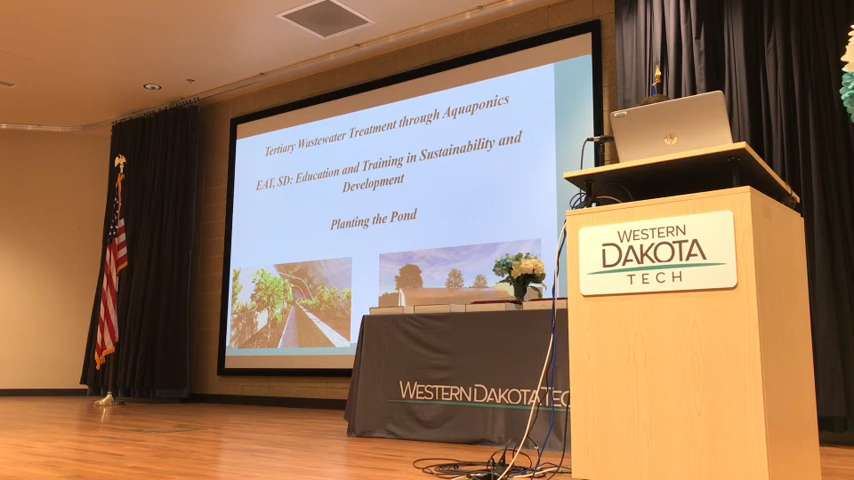 Tertiary Wastewater Treatment through Aquaponics
EAT, SD: Education and Training in Sustainability and
Development
Planting the Pond
WESTERN
DAKOTA
TECH
WESTERN DAKOTA TEC